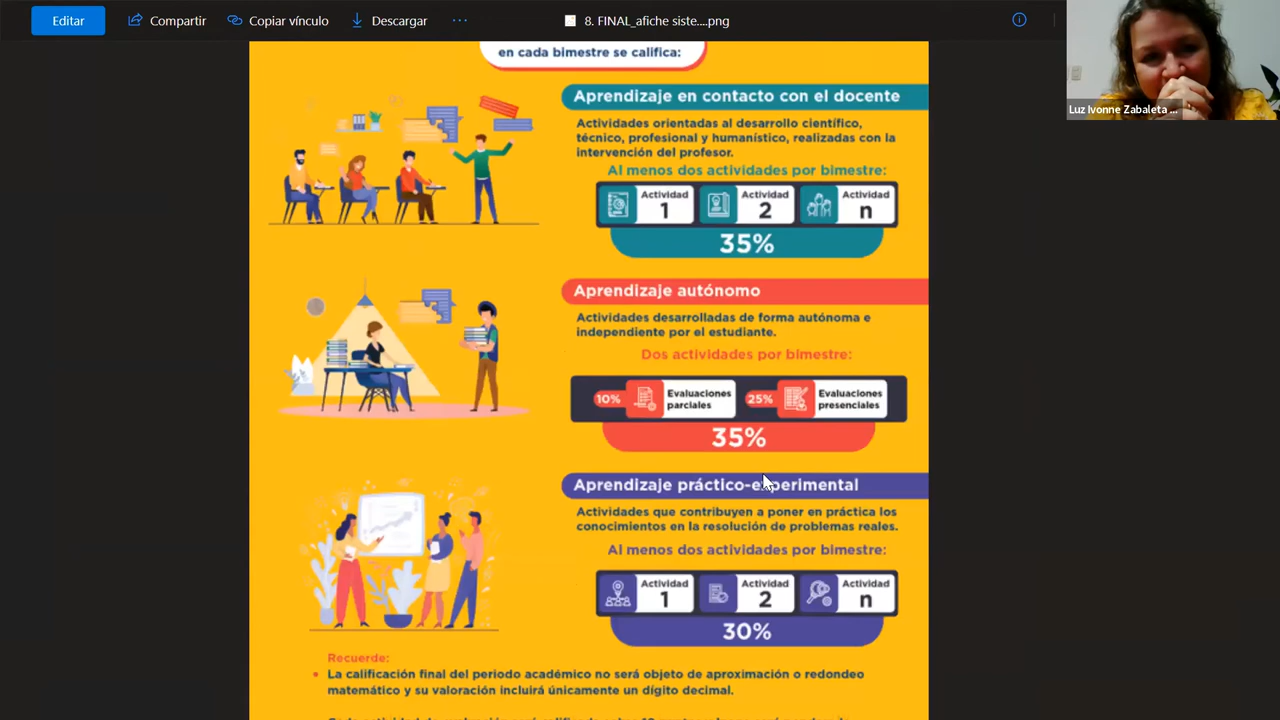 Editar
Compartir
Copiar vínculo
Descargar
...
8. FINAL_afiche siste....png
Luz Ivonne Zabaleta ...
en cada bimestre se califica:
Aprendizaje en contacto con el docente
Actividades orientadas al desarrollo científico,
técnico, profesional y humanístico, realizadas con la
intervención del profesor.
Al menos dos actividades por bimestre:
Actividad 1
Actividad 2
Actividad n
35%
Aprendizaje autónomo
Actividades desarrolladas de forma autónoma e
independiente por el estudiante.
Dos actividades por bimestre:
10%
Evaluaciones
parciales
25%
Evaluaciones
presenciales
35%
Aprendizaje práctico-experimental
Actividades que contribuyen a poner en práctica los
conocimientos en la resolución de problemas reales.
Al menos dos actividades por bimestre:
Actividad 1
Actividad 2
Actividad n
30%
Recuerde:
• La calificación final del periodo académico no será objeto de aproximación o redondeo
matemático y su valoración incluirá únicamente un dígito decimal.